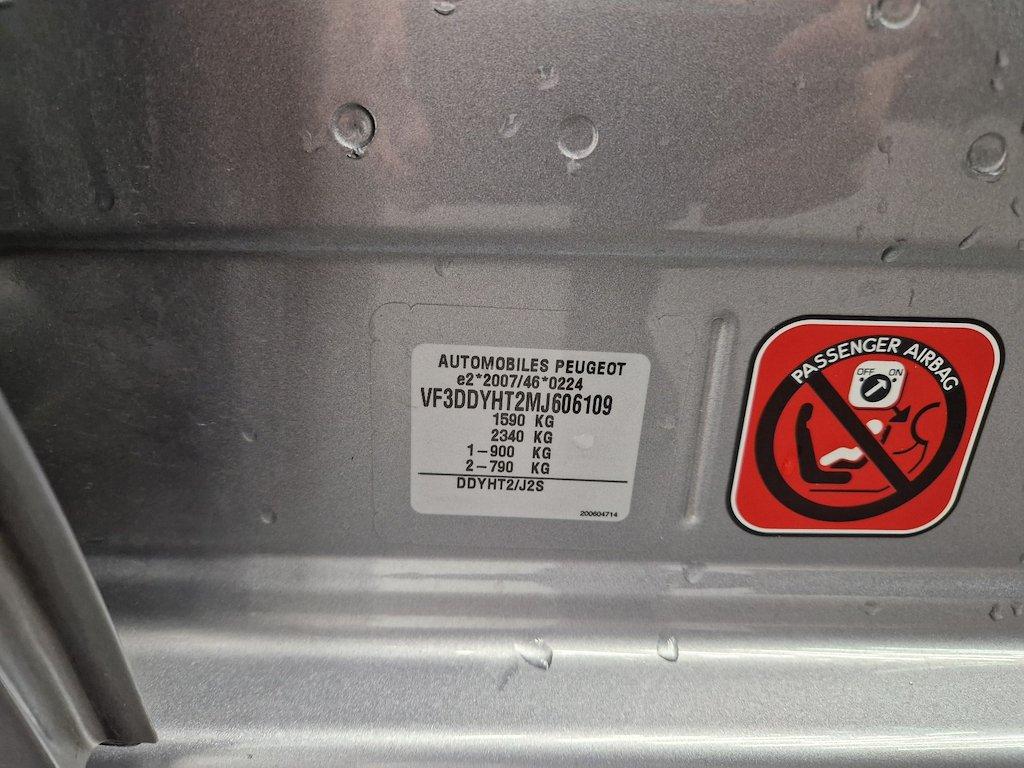 AUTOMOBILES PEUGEOT
e2*2007/46*0224
VF3DDYHT2MJ606109
1590 KG
2340 KG
1-900 KG
2-790 KG
DDYHT2/J2S
200604714
PASSENGER AIRBAG
OFF ON